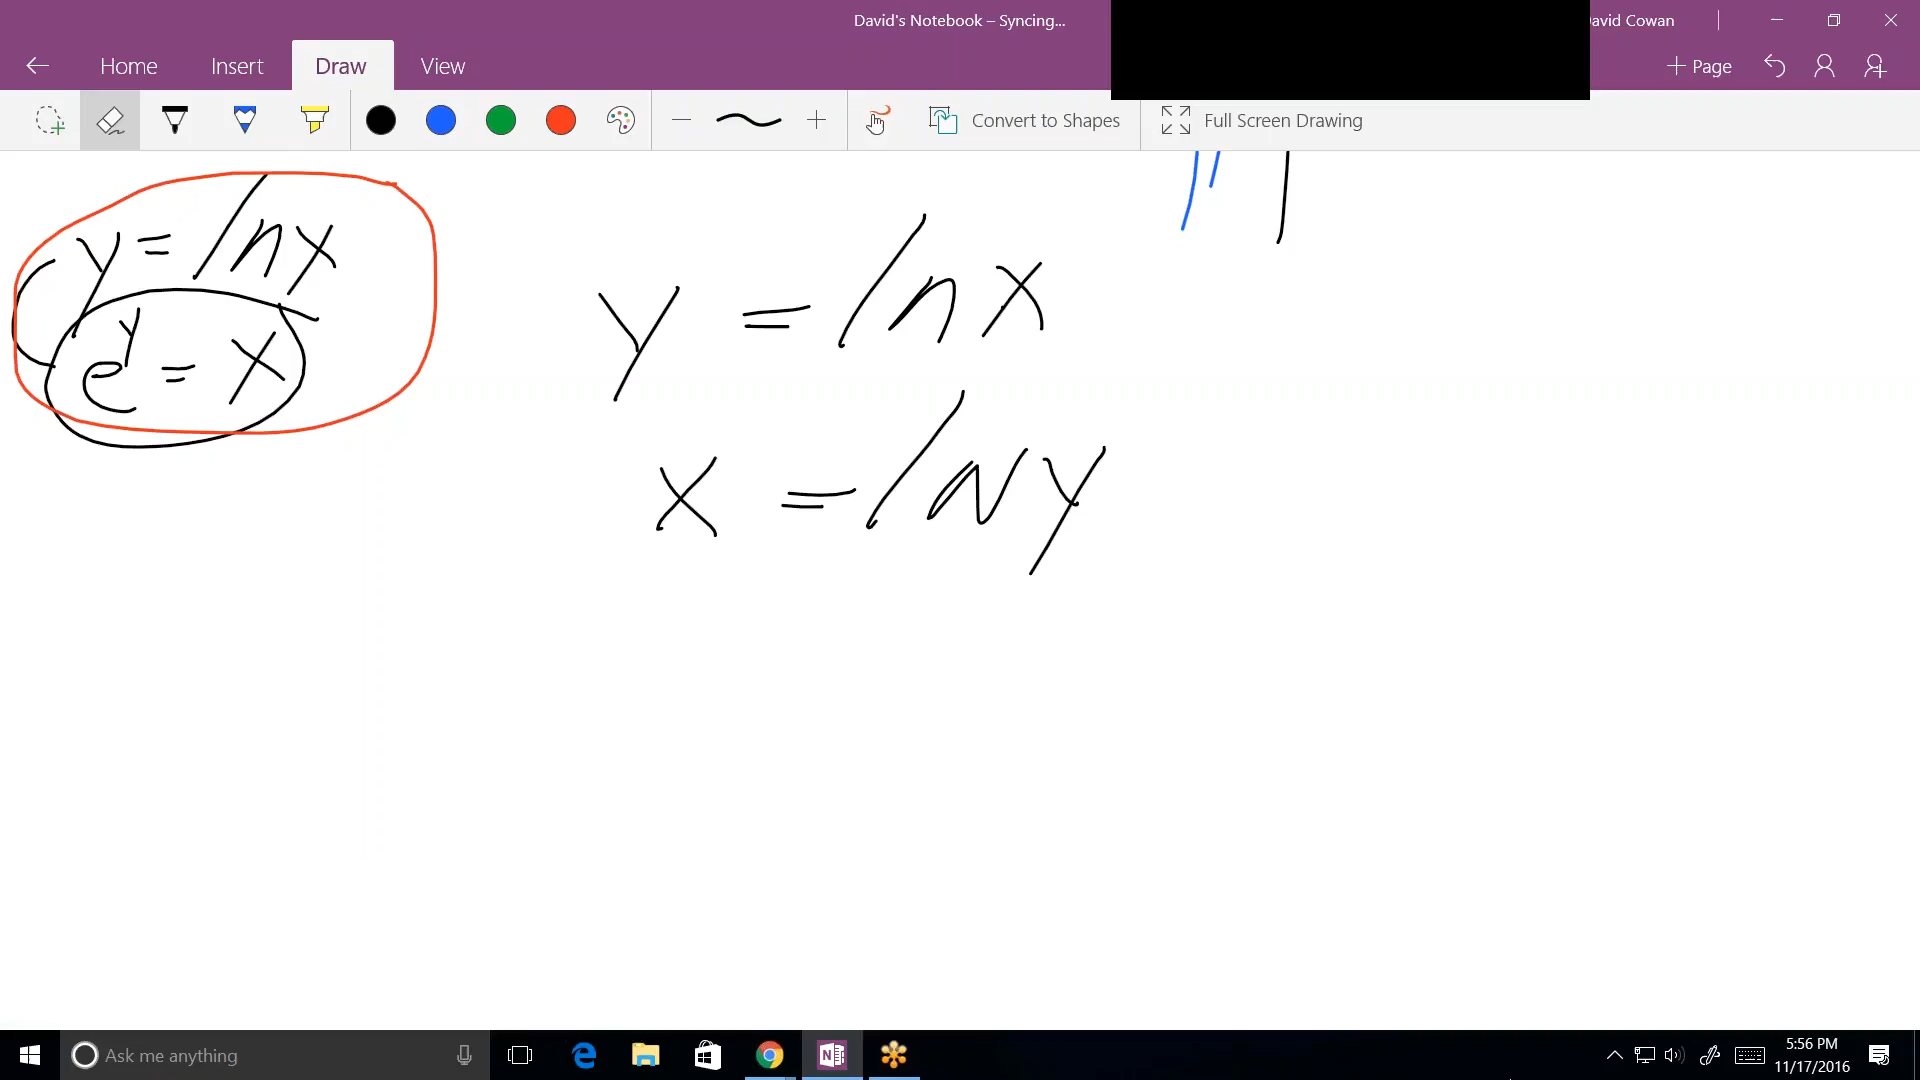 David's Notebook – Syncing...
avid Cowan
Home
Insert
Draw
View
Page
Convert to Shapes
Full Screen Drawing
y = ln x
e^y = x
y = ln x
x = ln y
Ask me anything
5:56 PM
11/17/2016